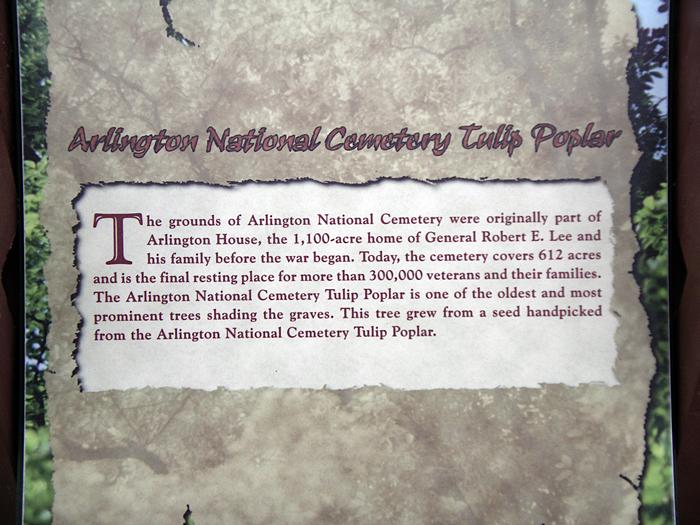 Arlington National Cemetery Tulip Poplar
The grounds of Arlington National Cemetery were originally part of
Arlington House, the 1,100-acre home of General Robert E. Lee and
his family before the war began. Today, the cemetery covers 612 acres
and is the final resting place for more than 300,000 veterans and their families.
The Arlington National Cemetery Tulip Poplar is one of the oldest and most
prominent trees shading the graves. This tree grew from a seed handpicked
from the Arlington National Cemetery Tulip Poplar.